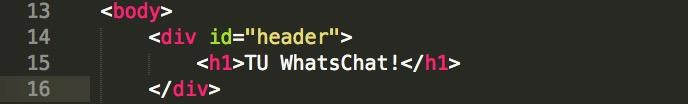 13 <body>
14 <div id="header">
15 <h1>TU WhatsChat!</h1>
16 </div>